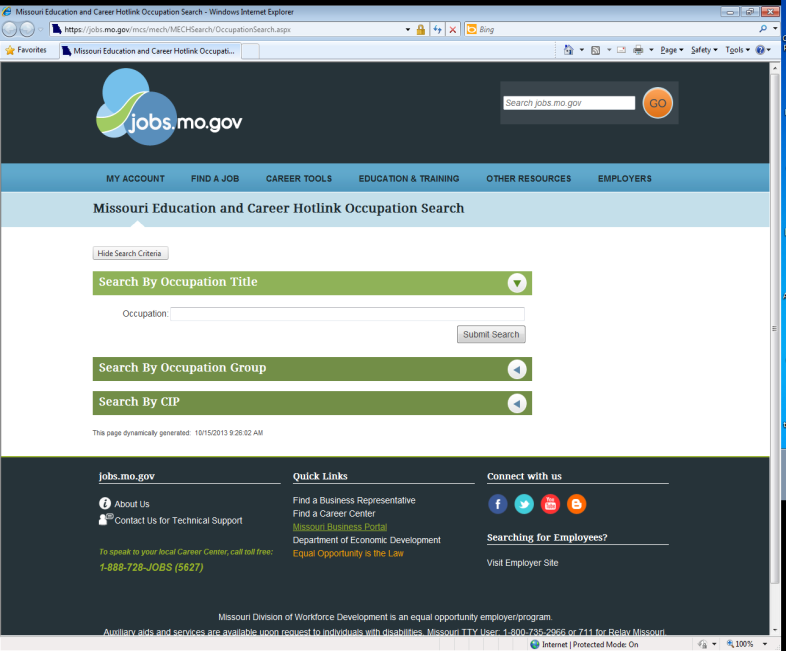 Missouri Education and Career Hotlink Occupation Search - Windows Internet Explorer
https://jobs.mo.gov/mcs/mech/MECHSearch/OccupationSearch.aspx
Bing
Favorites
Missouri Education and Career Hotlink Occupati...
Page
Safety
Tools
jobs.mo.gov
Search jobs.mo.gov
GO
MY ACCOUNT FIND A JOB CAREER TOOLS EDUCATION & TRAINING OTHER RESOURCES EMPLOYERS
Missouri Education and Career Hotlink Occupation Search
Hide Search Criteria
Search By Occupation Title
Occupation:
Submit Search
Search By Occupation Group
Search By CIP
This page dynamically generated: 10/15/2013 9:26:02 AM
jobs.mo.gov
About Us
Contact Us for Technical Support
To speak to your local Career Center, call toll free:
1-888-728-JOBS (5627)
Quick Links
Find a Business Representative
Find a Career Center
Missouri Business Portal
Department of Economic Development
Equal Opportunity is the Law
Connect with us
f You Tube B
Searching for Employees?
Visit Employer Site
Missouri Division of Workforce Development is an equal opportunity employer/program.
Auxiliary aids and services are available upon request to individuals with disabilities. Missouri TTY User: 1-800-735-2966 or 711 for Relay Missouri
Internet | Protected Mode: On
100%